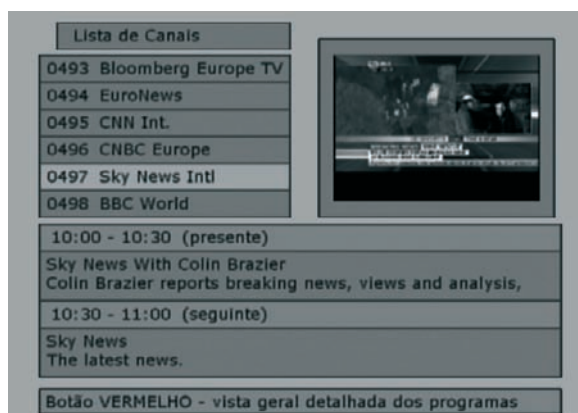 Lista de Canais
0493 Bloomberg Europe TV
0494 EuroNews
0495 CNN Int.
0496 CNBC Europe
0497 Sky News Intl
0498 BBC World
10:00 - 10:30 (presente)
Sky News With Colin Brazier
Colin Brazier reports breaking news, views and analysis,
10:30 - 11:00 (seguinte)
Sky News
The latest news.
Botão VERMELHO - vista geral detalhada dos programas